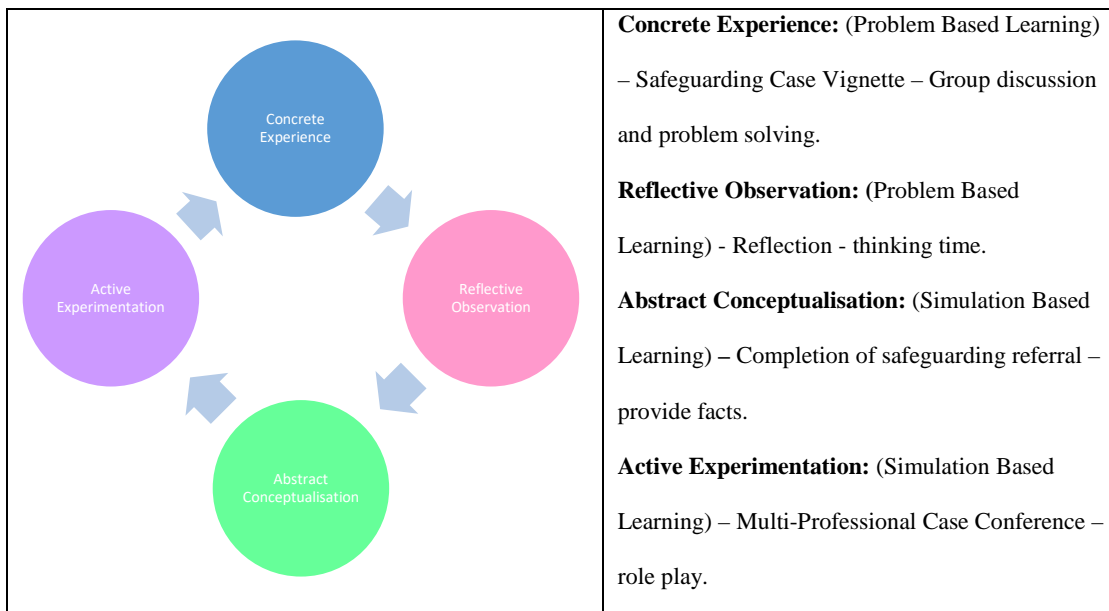 Concrete
Experience
Reflective
Observation
Abstract
Conceptualisation
Active
Experimentation
Concrete Experience: (Problem Based Learning)
– Safeguarding Case Vignette – Group discussion
and problem solving.
Reflective Observation: (Problem Based
Learning) - Reflection - thinking time.
Abstract Conceptualisation: (Simulation Based
Learning) – Completion of safeguarding referral –
provide facts.
Active Experimentation: (Simulation Based
Learning) – Multi-Professional Case Conference –
role play.